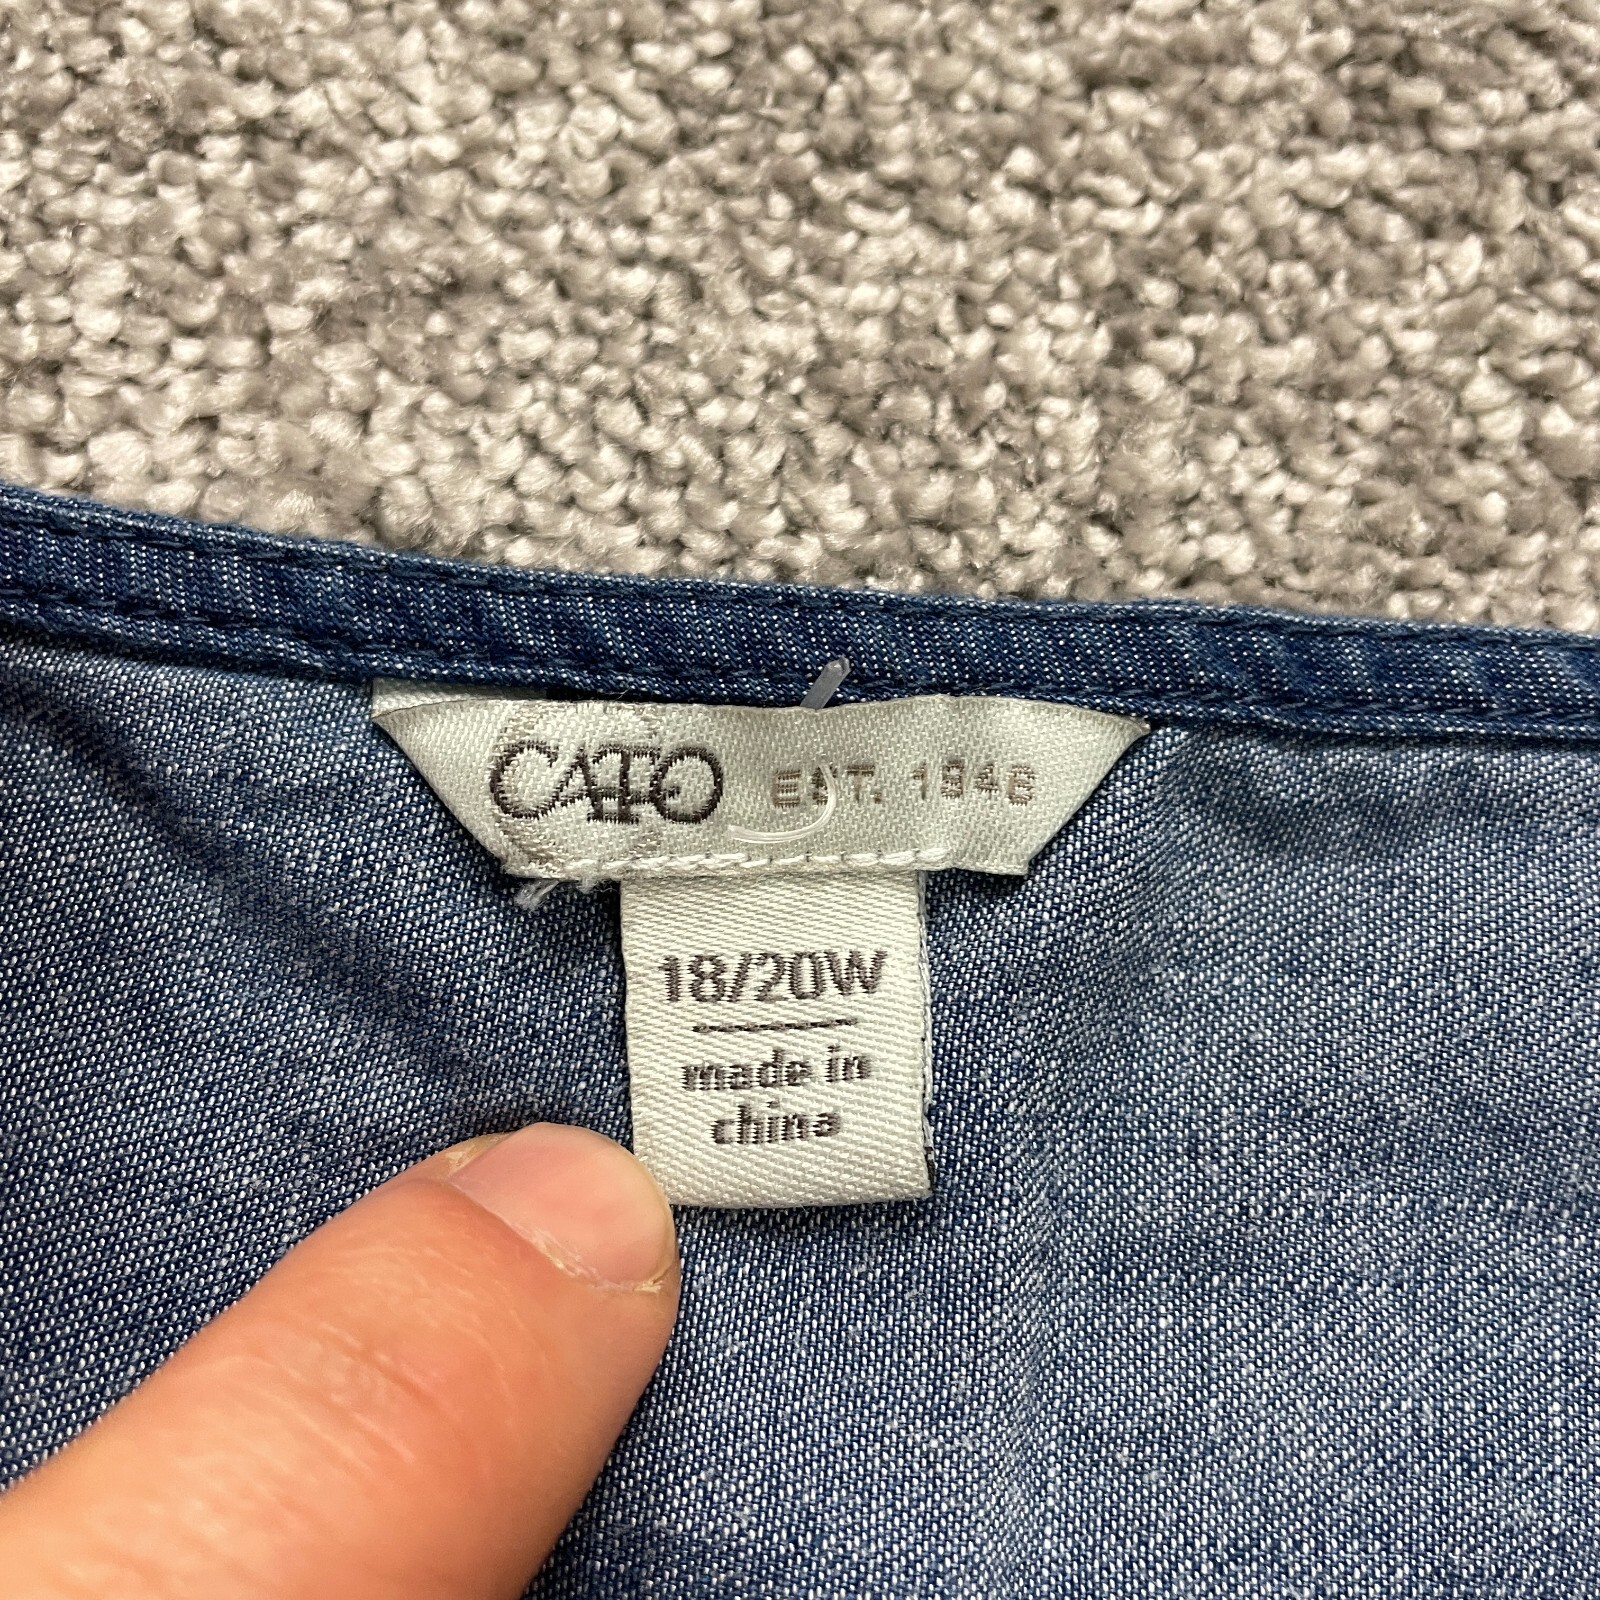 CATO EST. 1946
18/20W
made in
china